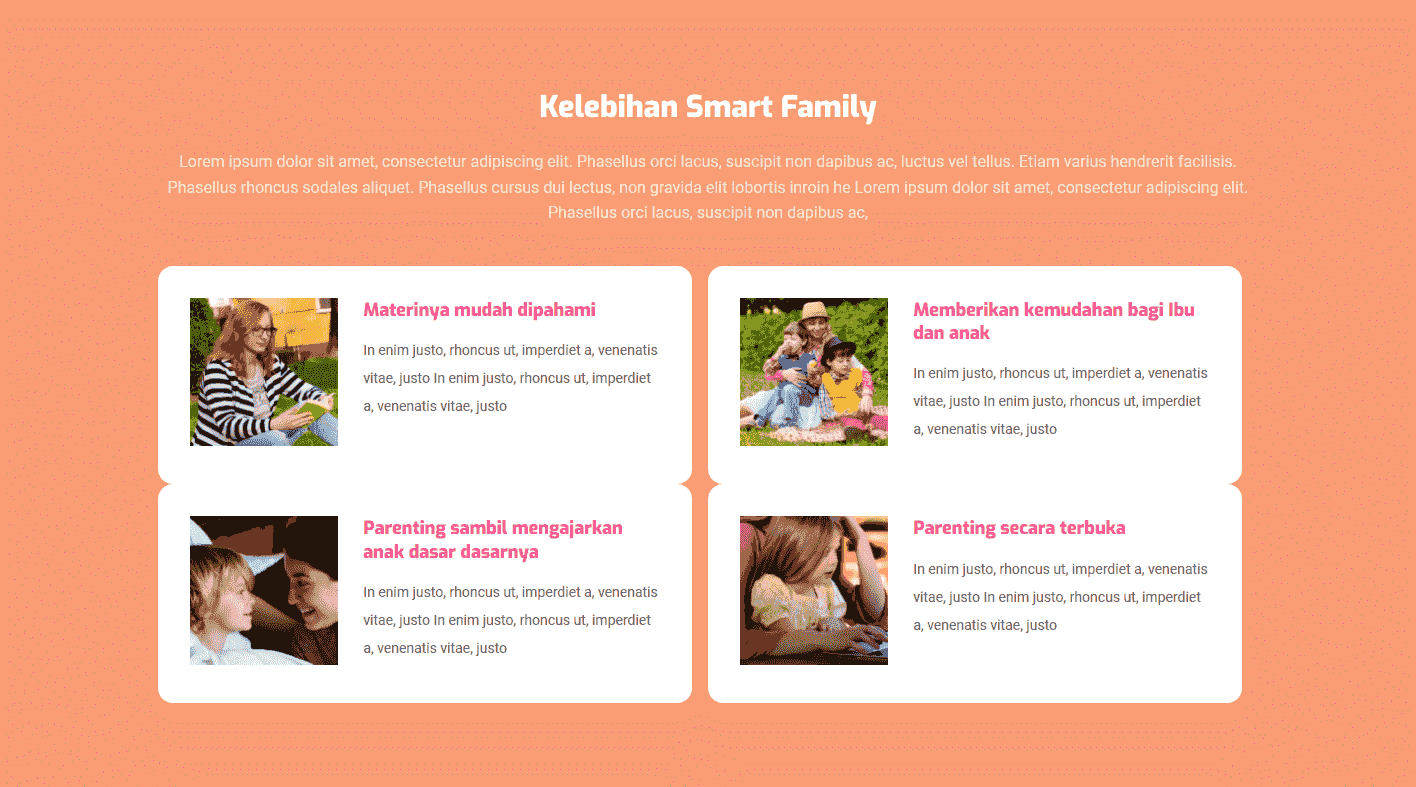 Kelebihan Smart Family
Lorem ipsum dolor sit amet, consectetur adipiscing elit. Phasellus orci lacus, suscipit non dapibus ac, luctus vel tellus. Etiam varius hendrerit facilisis.
Phasellus rhoncus sodales aliquet. Phasellus cursus dui lectus, non gravida elit lobortis inroin he Lorem ipsum dolor sit amet, consectetur adipiscing elit.
Phasellus orci lacus, suscipit non dapibus ac,
Materinya mudah dipahami
In enim justo, rhoncus ut, imperdiet a, venenatis
vitae, justo In enim justo, rhoncus ut, imperdiet
a, venenatis vitae, justo
Memberikan kemudahan bagi Ibu
dan anak
In enim justo, rhoncus ut, imperdiet a, venenatis
vitae, justo In enim justo, rhoncus ut, imperdiet
a, venenatis vitae, justo
Parenting sambil mengajarkan
anak dasar dasarnya
In enim justo, rhoncus ut, imperdiet a, venenatis
vitae, justo In enim justo, rhoncus ut, imperdiet
a, venenatis vitae, justo
Parenting secara terbuka
In enim justo, rhoncus ut, imperdiet a, venenatis
vitae, justo In enim justo, rhoncus ut, imperdiet
a, venenatis vitae, justo